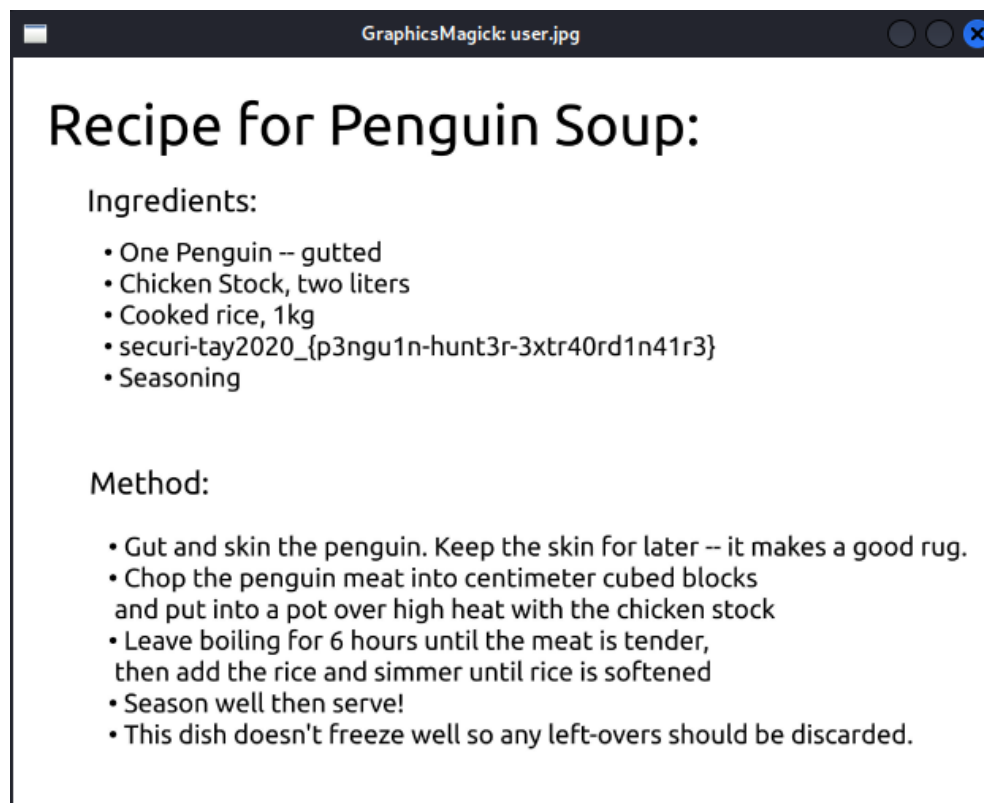 GraphicsMagick: user.jpg
Recipe for Penguin Soup:
Ingredients:
• One Penguin -- gutted
• Chicken Stock, two liters
• Cooked rice, 1kg
• securi-tay2020_{p3ngu1n-hunt3r-3xtr40rd1n41r3}
• Seasoning
Method:
• Gut and skin the penguin. Keep the skin for later -- it makes a good rug.
• Chop the penguin meat into centimeter cubed blocks
and put into a pot over high heat with the chicken stock
• Leave boiling for 6 hours until the meat is tender,
then add the rice and simmer until rice is softened
• Season well then serve!
• This dish doesn't freeze well so any left-overs should be discarded.